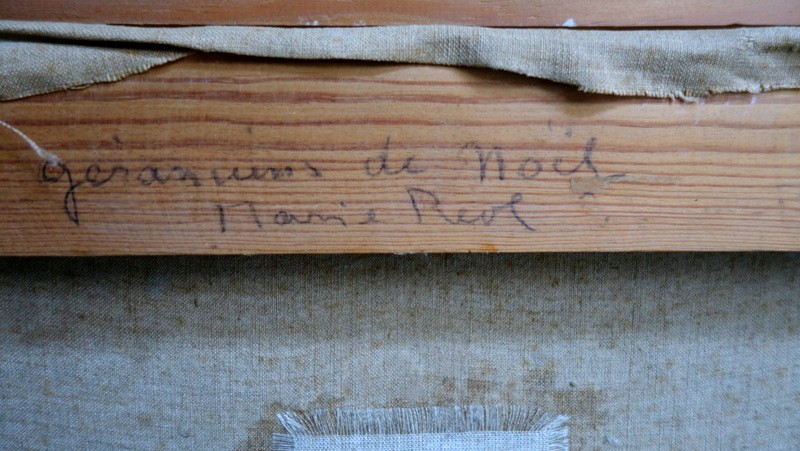 géraniums de Noël
Marie Reol